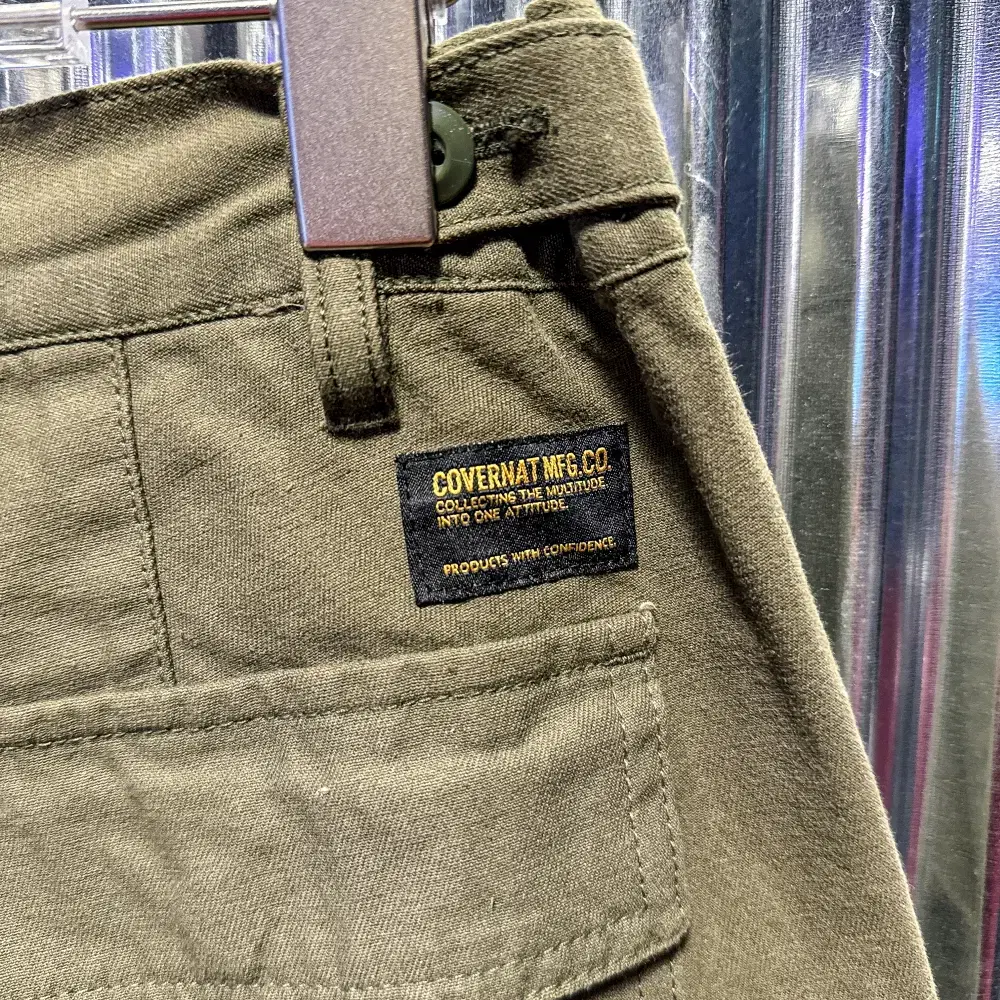 COVERNAT MFG.CO.
COLLECTING THE MULTITUDE
INTO ONE ATTITUDE.
PRODUCTS WITH CONFIDENCE.